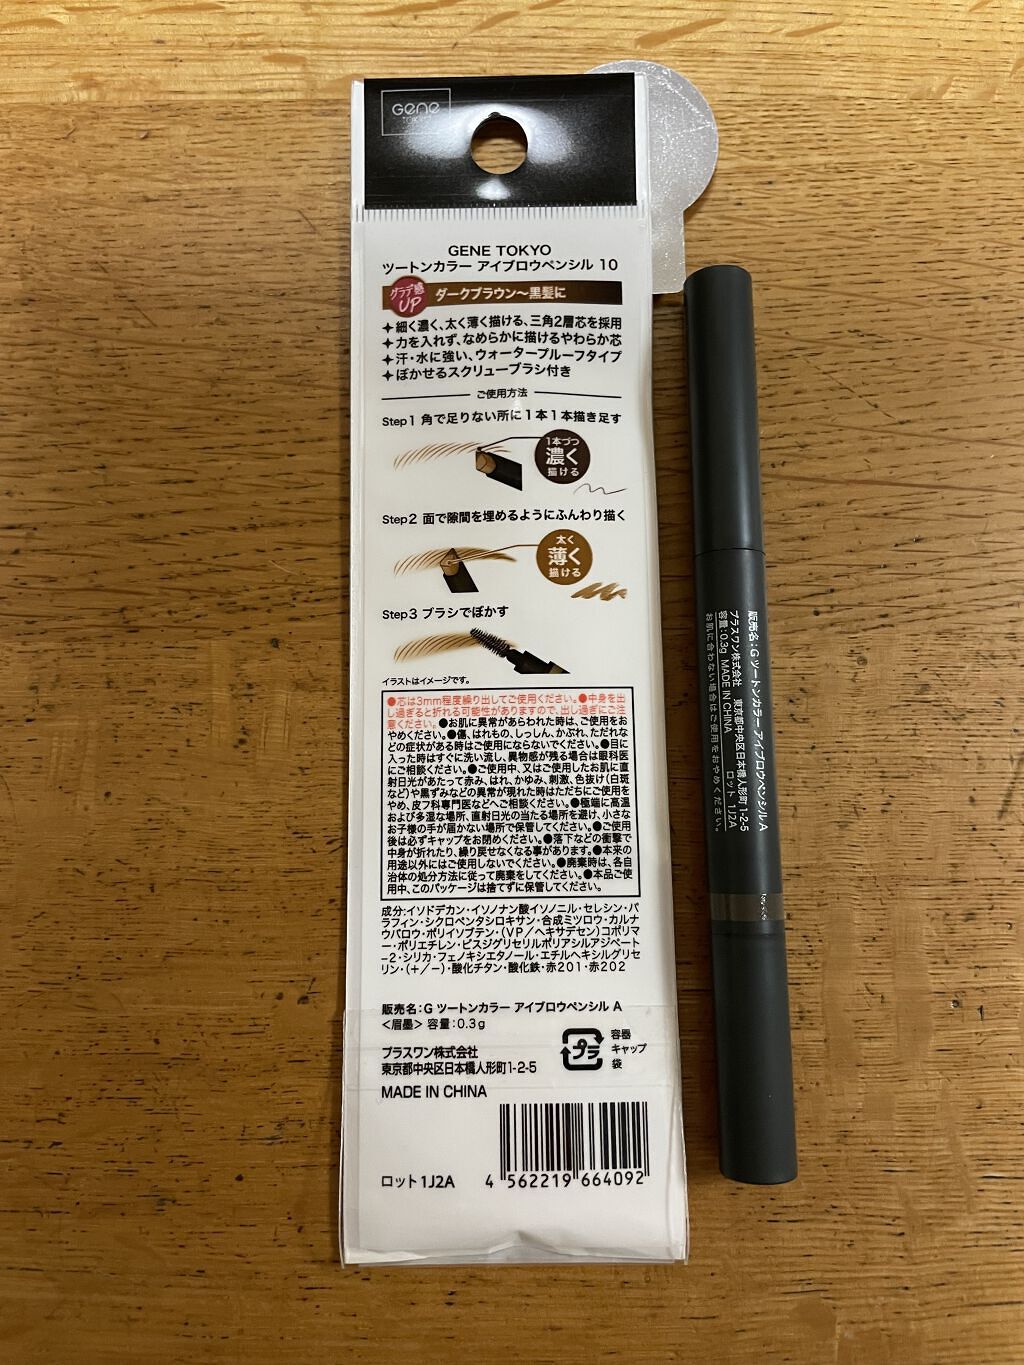 Gene
TOKYO
GENE TOKYO
ツートンカラー アイブロウペンシル 10
グラデ感
UP
ダークブラウン〜黒髪に
✦細く濃く、太く薄く描ける、三角2層芯を採用
✦力を入れず、なめらかに描けるやわらか芯
✦汗・水に強い、ウォータープルーフタイプ
✦ぼかせるスクリューブラシ付き
ご使用方法
Step1 角で足りない所に1本1本描き足す
1本づつ
濃く
描ける
Step2 面で隙間を埋めるようにふんわり描く
太く
薄く
描ける
Step3 ブラシでぼかす
イラストはイメージです。
●芯は3mm程度繰り出してご使用ください。●中身を出
し過ぎると折れる可能性がありますので、出し過ぎにご注
意ください。●お肌に異常があらわれた時は、ご使用をお
やめください。●傷、はれもの、しっしん、かぶれ、ただれな
どの症状がある時はご使用にならないでください。●目に
入った時はすぐに洗い流し、異物感が残る場合は眼科医
にご相談ください。●ご使用中、又はご使用したお肌に直
射日光があたって赤み、はれ、かゆみ、刺激、色抜け(白斑
など)や黒ずみなどの異常が現れた時はただちにご使用を
やめ、皮フ科専門医などへご相談ください。●極端に高温
および多湿な場所、直射日光の当たる場所を避け、小さな
お子様の手が届かない場所で保管してください。●ご使用
後は必ずキャップをお閉めください。●落下などの衝撃で
中身が折れたり、繰り戻せなくなる事があります。●本来の
用途以外にはご使用しないでください。●廃棄時は、各自
治体の処分方法に従って廃棄をしてください。●本品ご使
用中、このパッケージは捨てずに保管してください。
成分:イソドデカン・イソノナン酸イソノニル・セレシン・パ
ラフィン・シクロペンタシロキサン・合成ミツロウ・カルナ
ウバロウ・ポリイソブテン・(VP/ヘキサデセン)コポリマ
ー・ポリエチレン・ビスジグリセリルポリアシルアジペート
-2・シリカ・フェノキシエタノール・エチルヘキシルグリセ
リン・(+/-)・酸化チタン・酸化鉄・赤201・赤202
販売名:G ツートンカラー アイブロウペンシル A
<眉墨> 容量:0.3g
プラスワン株式会社
東京都中央区日本橋人形町1-2-5
MADE IN CHINA
プラ
容器
キャップ
袋
ロット 1J2A
4 562219 664092
販売名:G ツートンカラー アイブロウペンシル A
プラスワン株式会社 東京都中央区日本橋人形町 1-2-5
容量:0.3g MADE IN CHINA ロット 1J2A
お肌に合わない場合はご使用をおやめください。